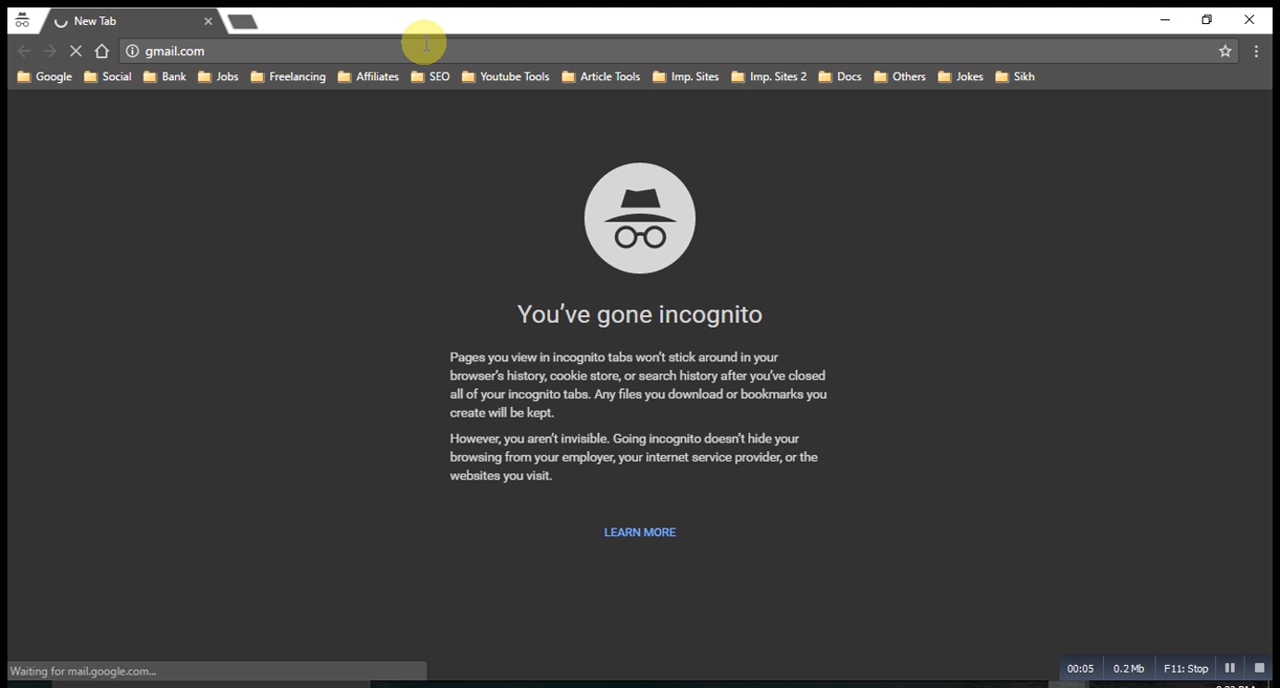 New Tab
gmail.com
Google Social Bank Jobs Freelancing Affiliates SEO Youtube Tools Article Tools Imp. Sites Imp. Sites 2 Docs Others Jokes Sikh
You've gone incognito
Pages you view in incognito tabs won't stick around in your
browser's history, cookie store, or search history after you've closed
all of your incognito tabs. Any files you download or bookmarks you
create will be kept.
However, you aren't invisible. Going incognito doesn't hide your
browsing from your employer, your internet service provider, or the
websites you visit.
LEARN MORE
Waiting for mail.google.com...
00:05 0.2 Mb F11: Stop